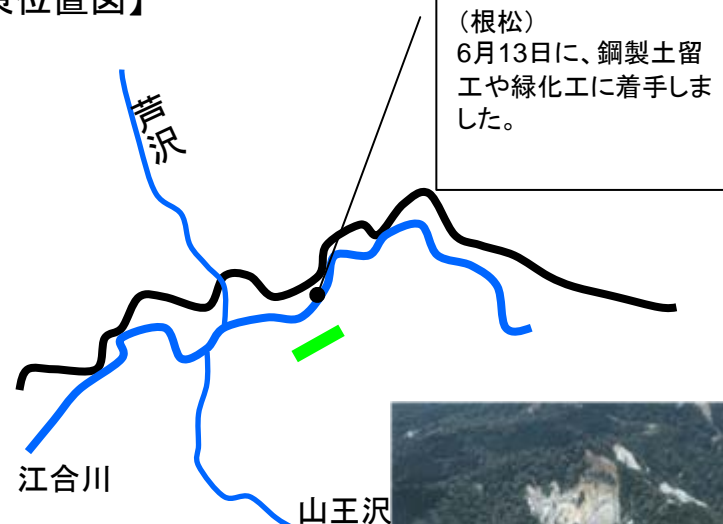 位置図】
(根松)
6月13日に、鋼製土留
工や緑化工に着手しま
した。
芦沢
江合川
山王沢